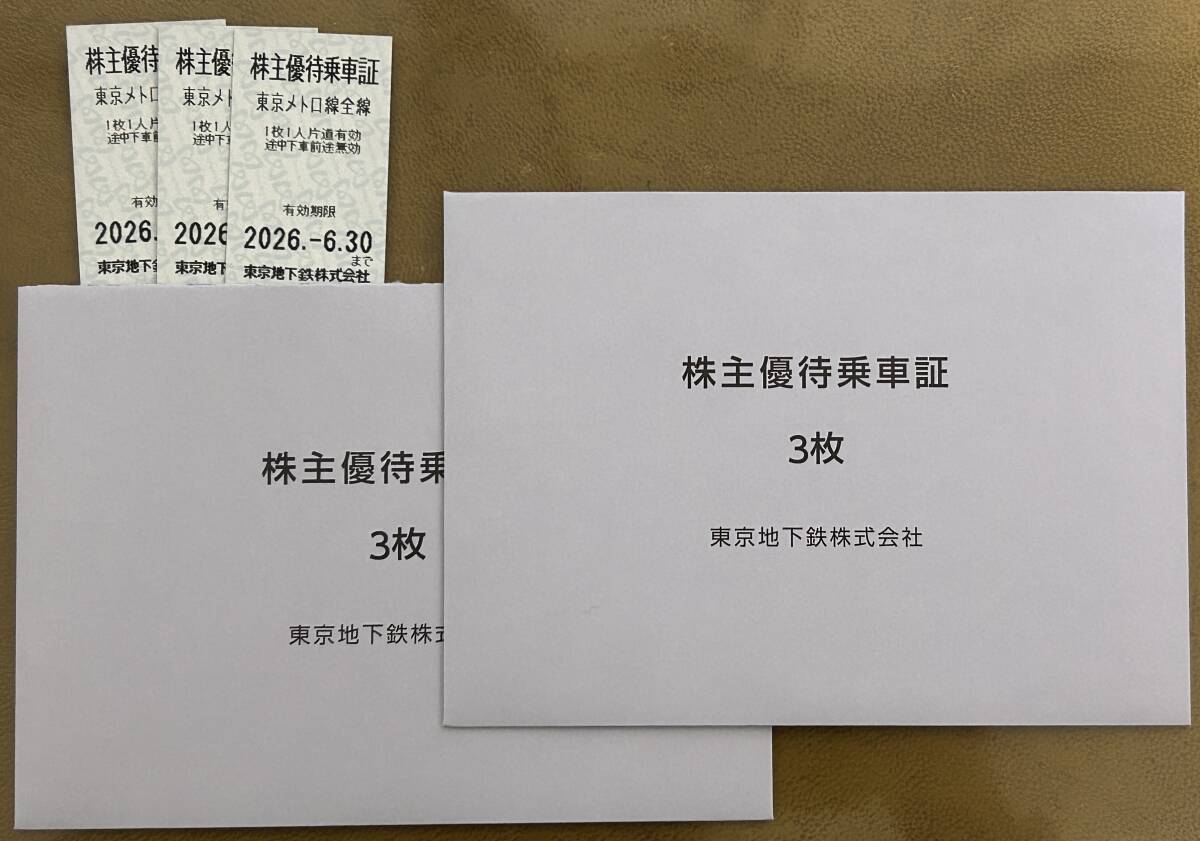 株主優待
東京メトロ
1枚1人片
途中下車前
有効
2026.
東京地下鉄
株主優
東京メト
1枚1人
途中下
有
2026
東京地下
株主優待乗車証
東京メトロ線全線
1枚1人片道有効
途中下車前途無効
有効期限
2026.-6.30
まで
東京地下鉄株式会社
株主優待乗
3枚
東京地下鉄株式
株主優待乗車証
3枚
東京地下鉄株式会社